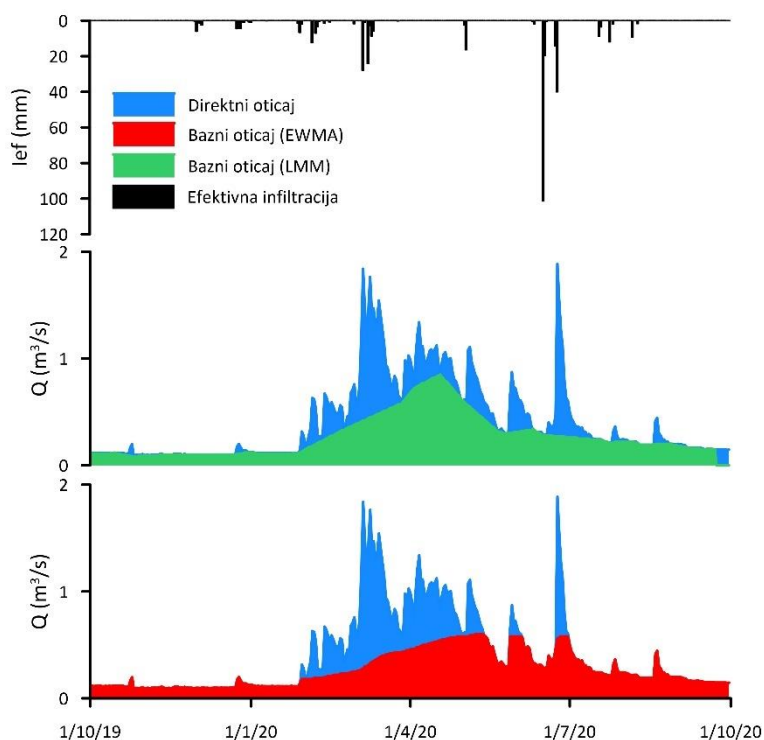 0
20
40
60
80
100
120
Ief (mm)
Direktni oticaj
Bazni oticaj (EWMA)
Bazni oticaj (LMM)
Efektivna infiltracija
2
1
0
Q (m³/s)
2
1
0
Q (m³/s)
1/10/19
1/1/20
1/4/20
1/7/20
1/10/20